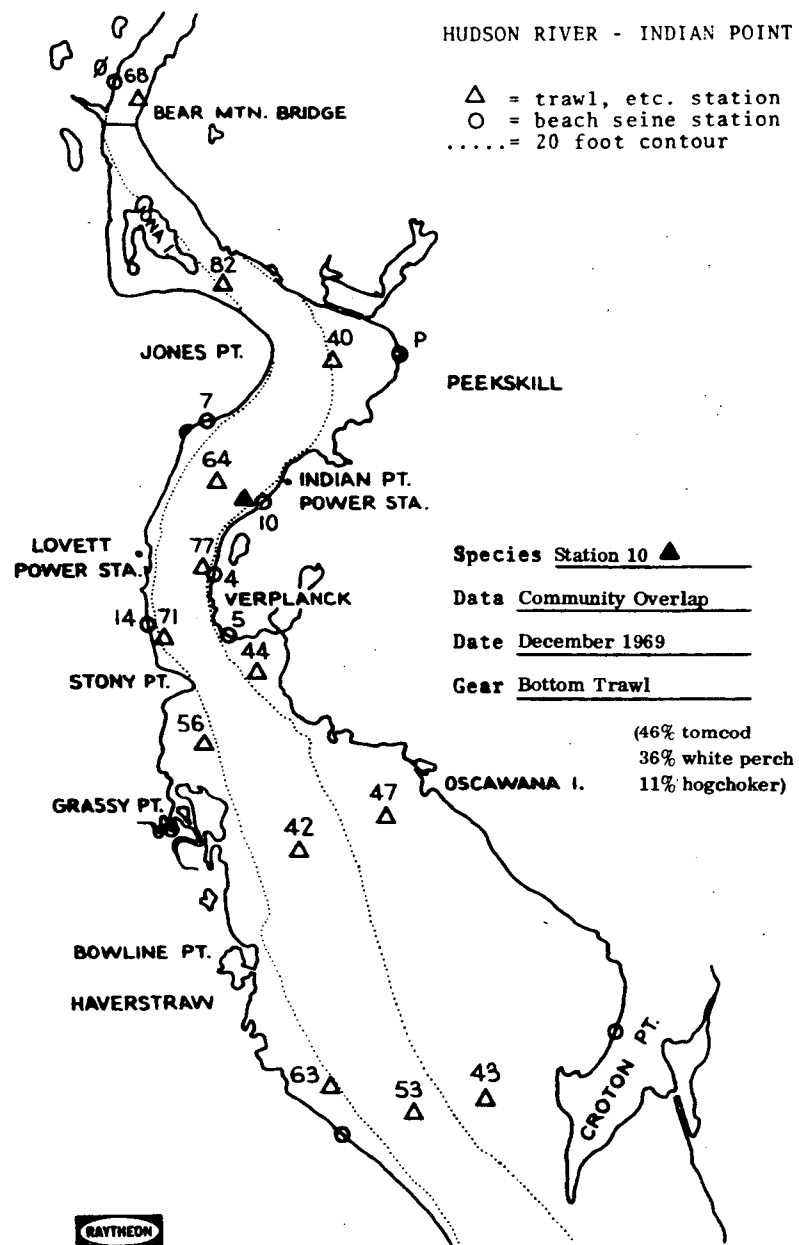 HUDSON RIVER - INDIAN POINT
△ = trawl, etc. station
○ = beach seine station
.....= 20 foot contour
Ø
68
BEAR MTN. BRIDGE
IONA I.
82
JONES PT.
40
P
PEEKSKILL
7
64
INDIAN PT.
POWER STA.
10
LOVETT
POWER STA.
77
4
VERPLANCK
14
71
5
44
STONY PT.
Species Station 10 ▲
Data Community Overlap
Date December 1969
Gear Bottom Trawl
(46% tomcod
36% white perch
11% hogchoker)
56
OSCAWANA I.
GRASSY PT.
42
47
BOWLINE PT.
HAVERSTRAW
CROTON PT.
63
53
43
RAYTHEON